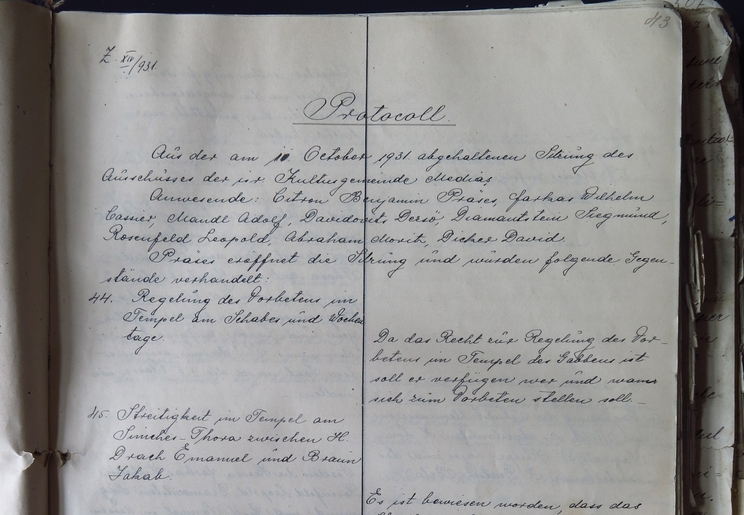 43
Z. XIV/931
Protocoll.
Aus der am 10 October 1931 abgehaltenen Sitzung des
Ausschusses der isr Kultusgemeinde Medias
Anwesende: Citron Benjamin Präses, Farkas Wilhelm
Cassier, Mandl Adolf, Davidovits Dersö, Diamantstein Siegmund,
Rosenfeld Leopold, Abraham Moritz, Dicker David.
Präses eröffnet die Sitzung und wurden folgende Gegen-
stände verhandelt:
44. Regelung des Vorbetens im
Tempel am Schabes und Wochen
tage
Da das Recht zur Regelung des Vor-
betens im Tempel des Gabbens ist
soll er verfügen wer und wann
sich zum Vorbeten stellen soll -
45. Streitigkeit im Tempel am
Simches-Thora zwischen H.
Drach Emanuel und Braun
Jakab.
Es ist bewiesen worden, dass das